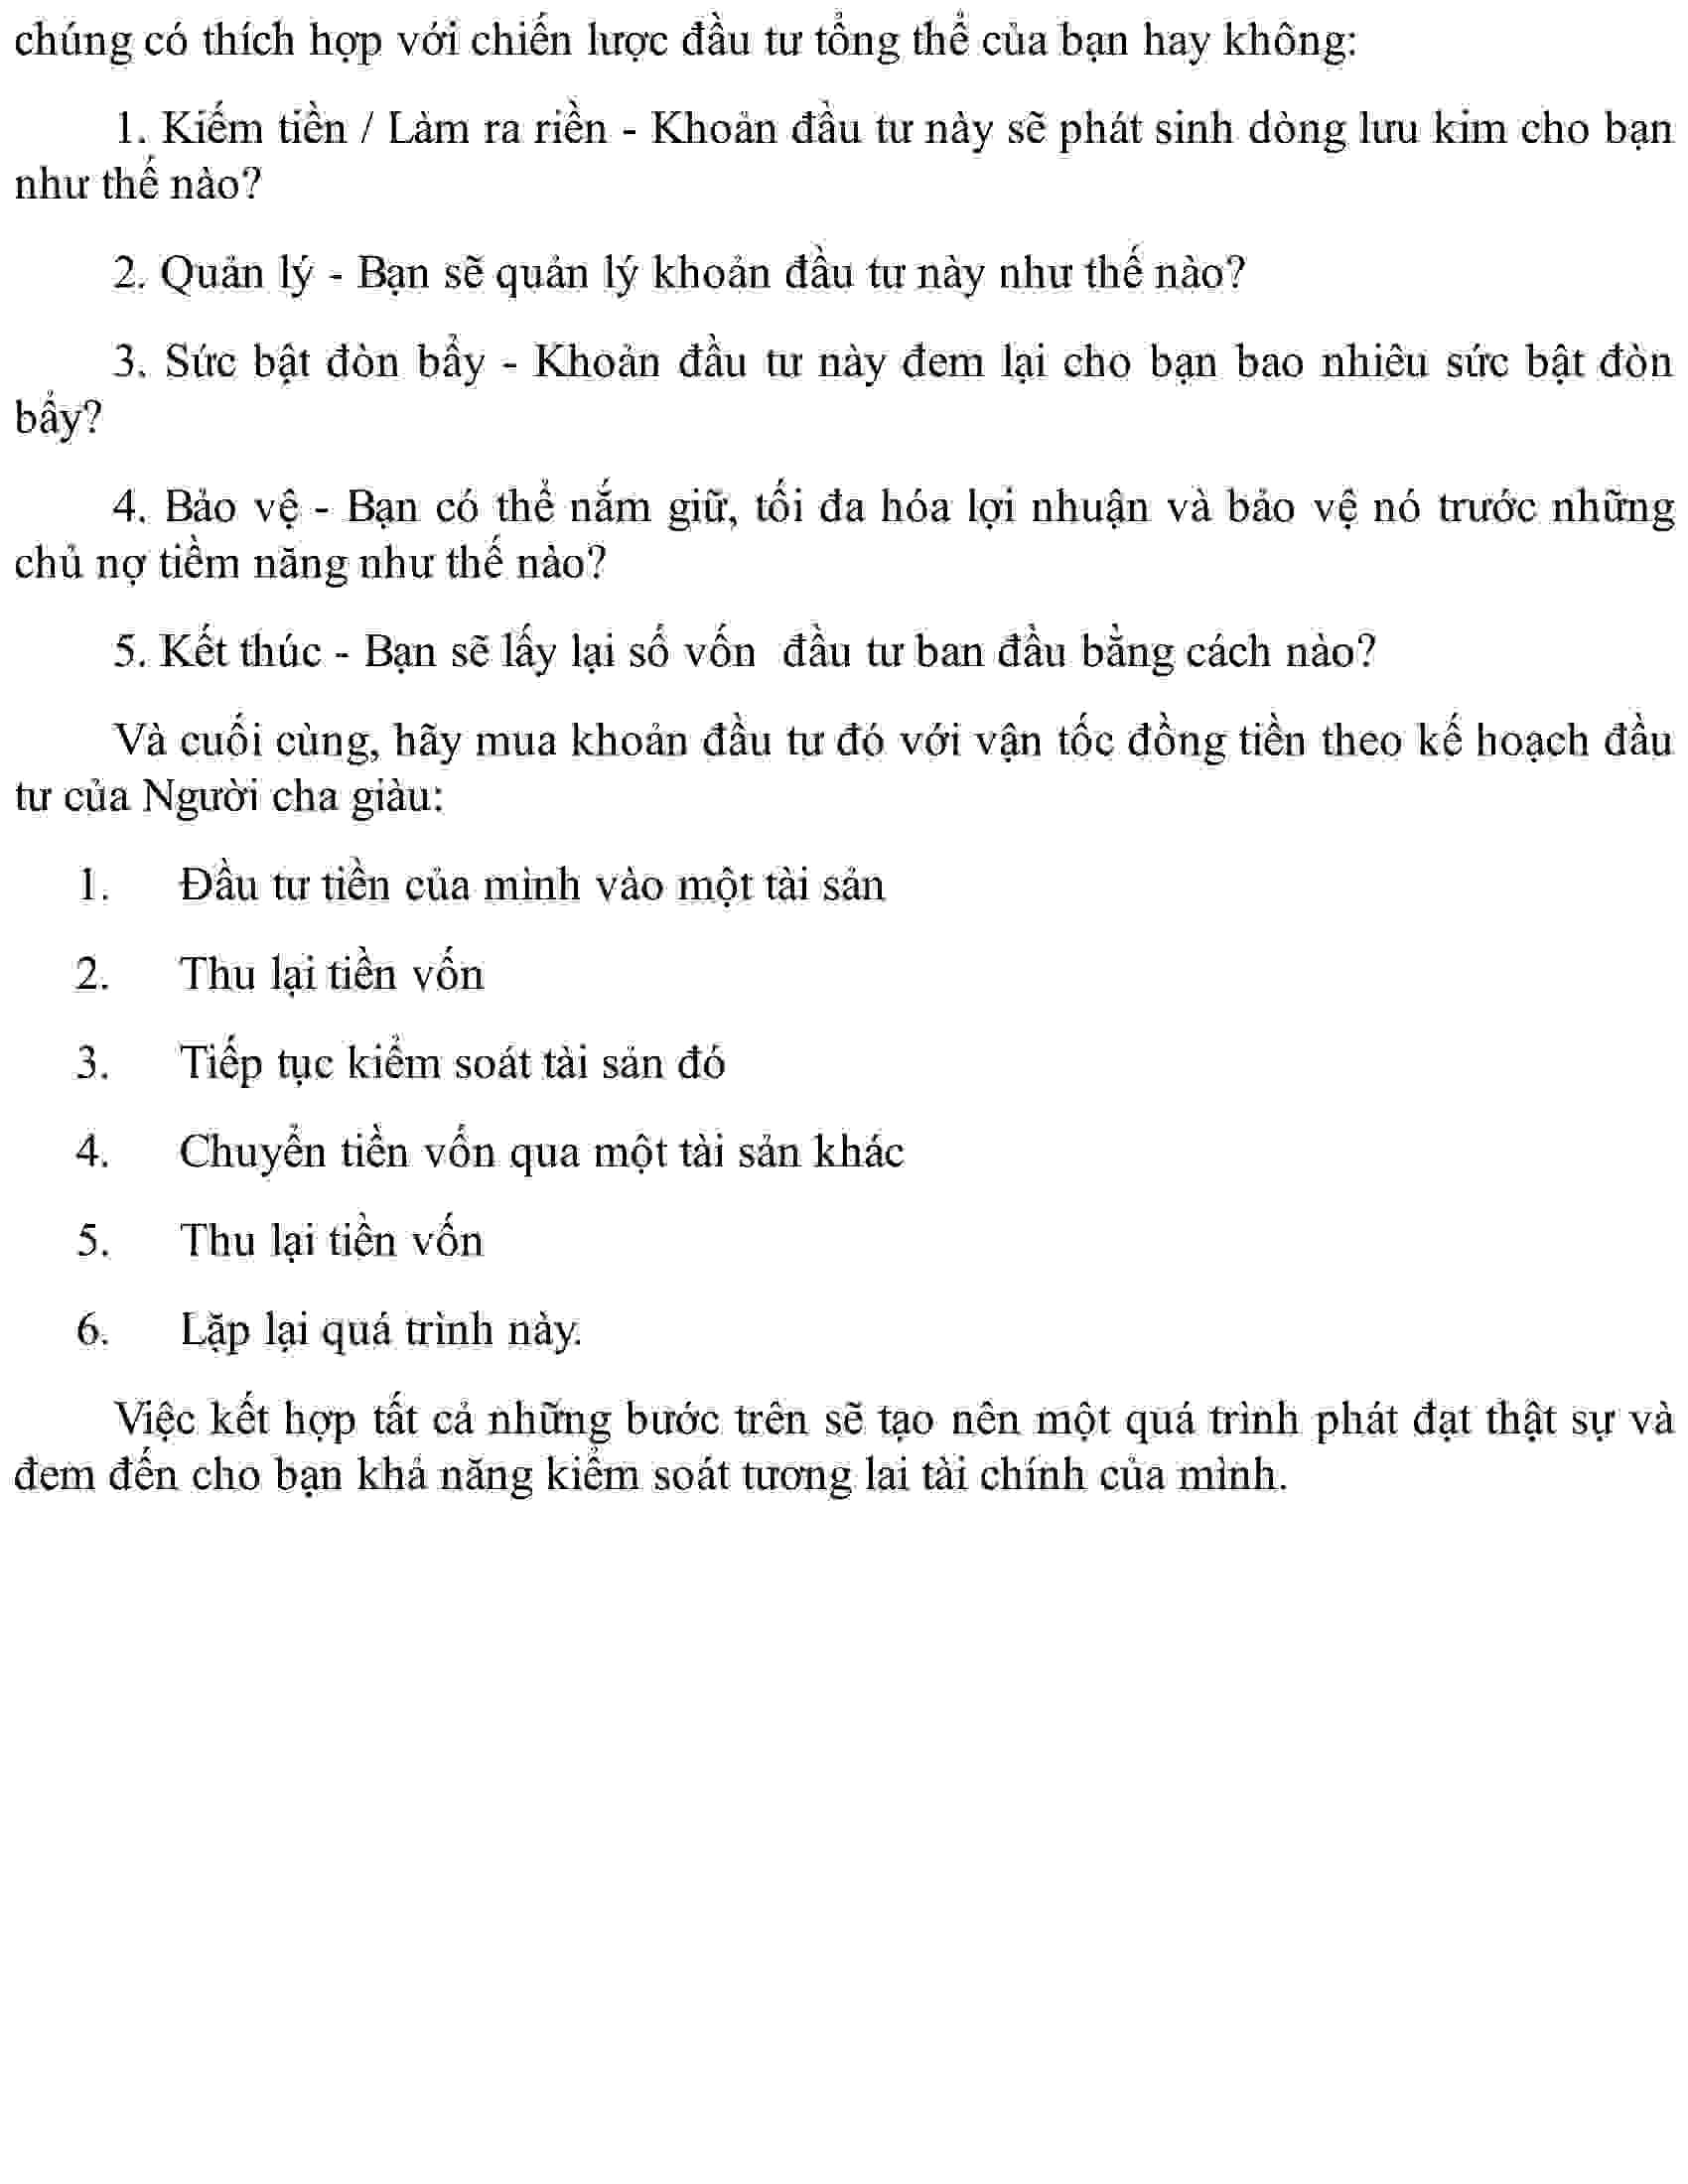 chúng có thích hợp với chiến lược đầu tư tổng thể của bạn hay không:
1. Kiếm tiền / Làm ra riền - Khoản đầu tư này sẽ phát sinh dòng lưu kim cho bạn
như thế nào?
2. Quản lý - Bạn sẽ quản lý khoản đầu tư này như thế nào?
3. Sức bật đòn bẩy - Khoản đầu tư này đem lại cho bạn bao nhiêu sức bật đòn
bẩy?
4. Bảo vệ - Bạn có thể nắm giữ, tối đa hóa lợi nhuận và bảo vệ nó trước những
chủ nợ tiềm năng như thế nào?
5. Kết thúc - Bạn sẽ lấy lại số vốn  đầu tư ban đầu bằng cách nào?
Và cuối cùng, hãy mua khoản đầu tư đó với vận tốc đồng tiền theo kế hoạch đầu
tư của Người cha giàu:
1. Đầu tư tiền của mình vào một tài sản
2. Thu lại tiền vốn
3. Tiếp tục kiểm soát tài sản đó
4. Chuyển tiền vốn qua một tài sản khác
5. Thu lại tiền vốn
6. Lặp lại quá trình này.
Việc kết hợp tất cả những bước trên sẽ tạo nên một quá trình phát đạt thật sự và
đem đến cho bạn khả năng kiểm soát tương lai tài chính của mình.